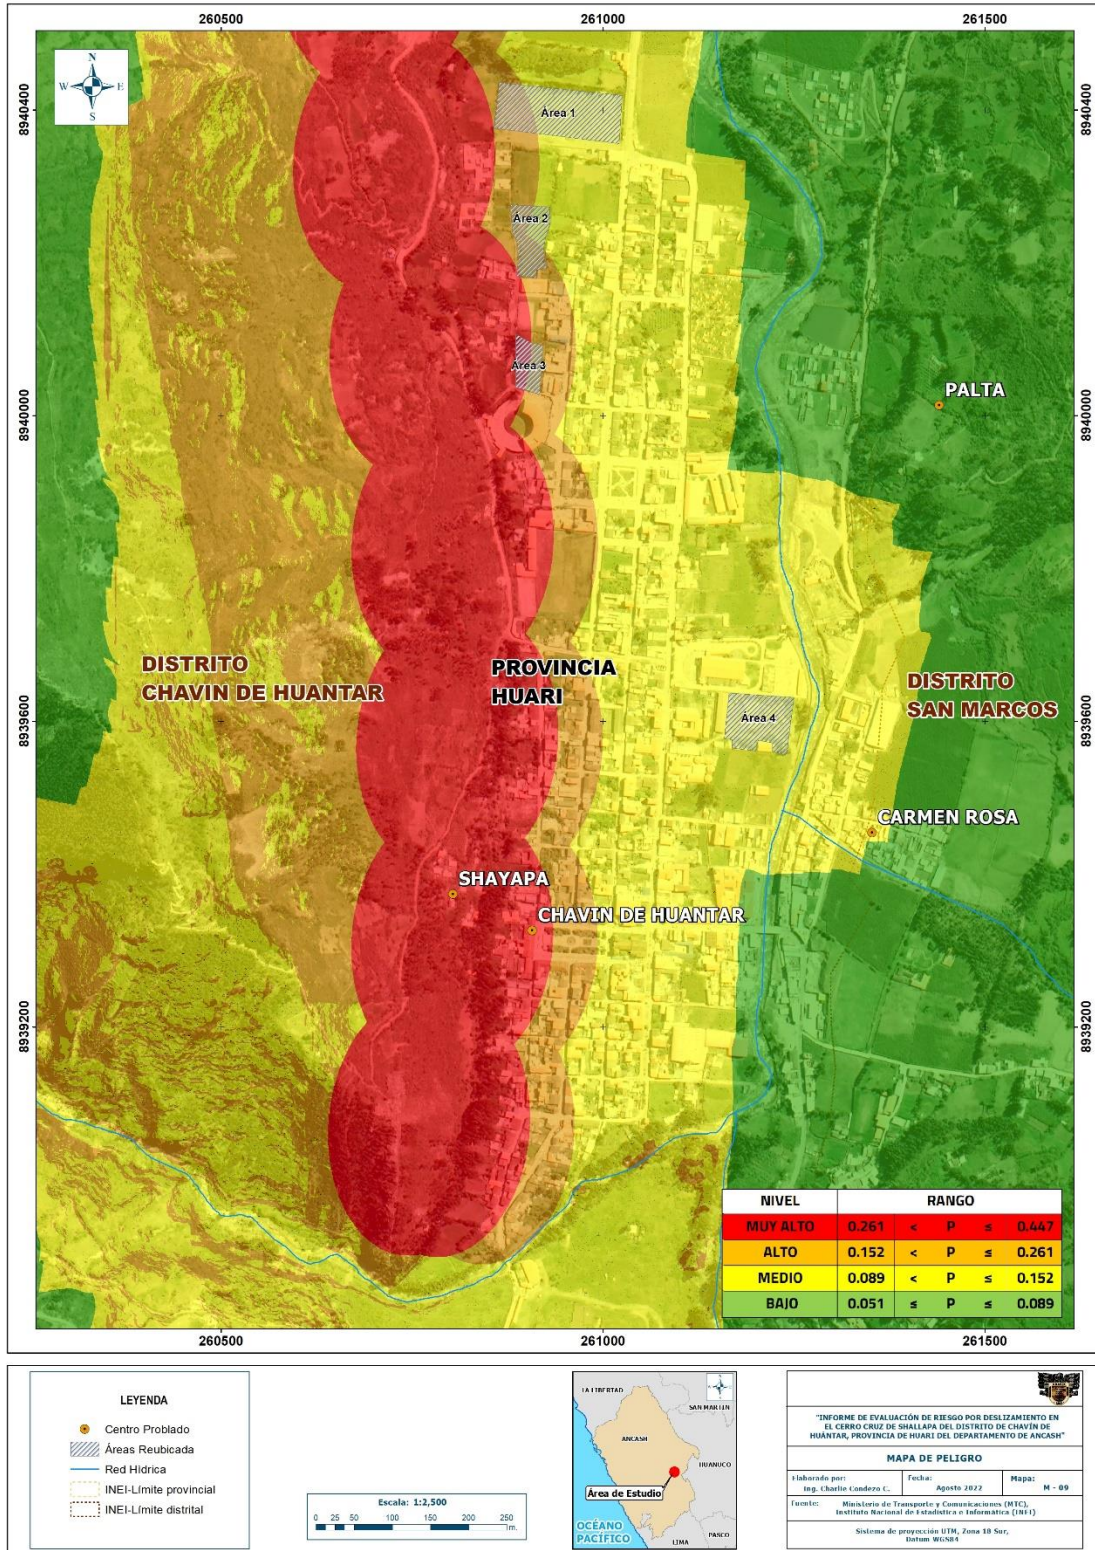 260500 261000 261500
N
W E
S
8940400
8940400
Área 1
Área 2
Área 3
8940000
8940000
PALTA
DISTRITO
CHAVIN DE HUANTAR
PROVINCIA
HUARI
DISTRITO
SAN MARCOS
8939600
8939600
Área 4
CARMEN ROSA
SHAYAPA
CHAVIN DE HUANTAR
8939200
8939200
NIVEL RANGO
MUY ALTO 0.261 < P ≤ 0.447
ALTO 0.152 < P ≤ 0.261
MEDIO 0.089 < P ≤ 0.152
BAJO 0.051 ≤ P ≤ 0.089
260500 261000 261500
LEYENDA
Centro Problado
Áreas Reubicada
Red Hídrica
INEI-Límite provincial
INEI-Límite distrital
Escala: 1:2,500
0 25 50 100 150 200 250
m.
LA LIBERTAD
SAN MARTIN
ANCASH
HUANUCO
Área de Estudio
OCÉANO
PACÍFICO
PASCO
LIMA
"INFORME DE EVALUACIÓN DE RIESGO POR DESLIZAMIENTO EN
EL CERRO CRUZ DE SHALLAPA DEL DISTRITO DE CHAVÍN DE
HUÁNTAR, PROVINCIA DE HUARI DEL DEPARTAMENTO DE ANCASH"
MAPA DE PELIGRO
Elaborado por: Fecha: Mapa:
Ing. Charlie Condezo C. Agosto 2022 M - 09
Fuente: Ministerio de Transporte y Comunicaciones (MTC),
Instituto Nacional de Estadística e Informática (INEI)
Sistema de proyección UTM, Zona 18 Sur,
Datum WGS84